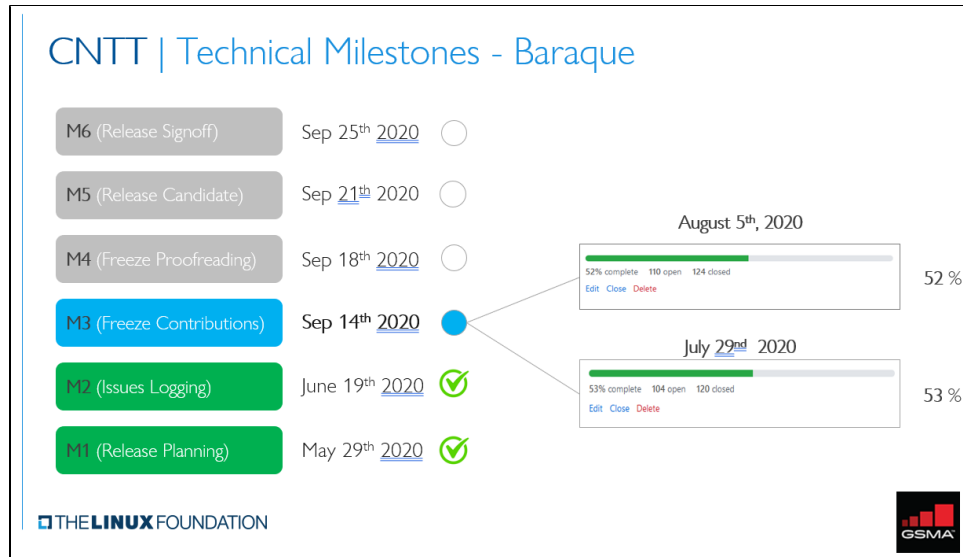 CNTT | Technical Milestones - Baraque
M6 (Release Signoff) Sep 25th 2020
M5 (Release Candidate) Sep 21th 2020
M4 (Freeze Proofreading) Sep 18th 2020
M3 (Freeze Contributions) Sep 14th 2020
M2 (Issues Logging) June 19th 2020
M1 (Release Planning) May 29th 2020
August 5th, 2020
52% complete 110 open 124 closed
Edit Close Delete
52 %
July 29nd 2020
53% complete 104 open 120 closed
Edit Close Delete
53 %
THE LINUX FOUNDATION
GSMA